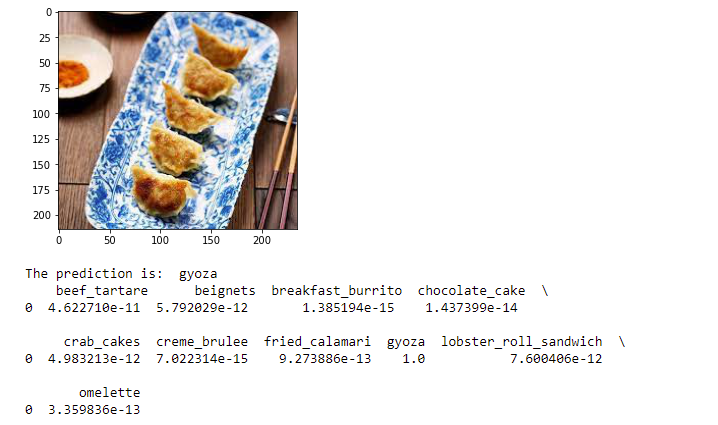 0
25
50
75
100
125
150
175
200
0 50 100 150 200
The prediction is:  gyoza
beef_tartare beignets breakfast_burrito chocolate_cake \
0 4.622710e-11 5.792029e-12 1.385194e-15 1.437399e-14
crab_cakes creme_brulee fried_calamari gyoza lobster_roll_sandwich \
0 4.983213e-12 7.022314e-15 9.273886e-13 1.0 7.600406e-12
omelette
0 3.359836e-13